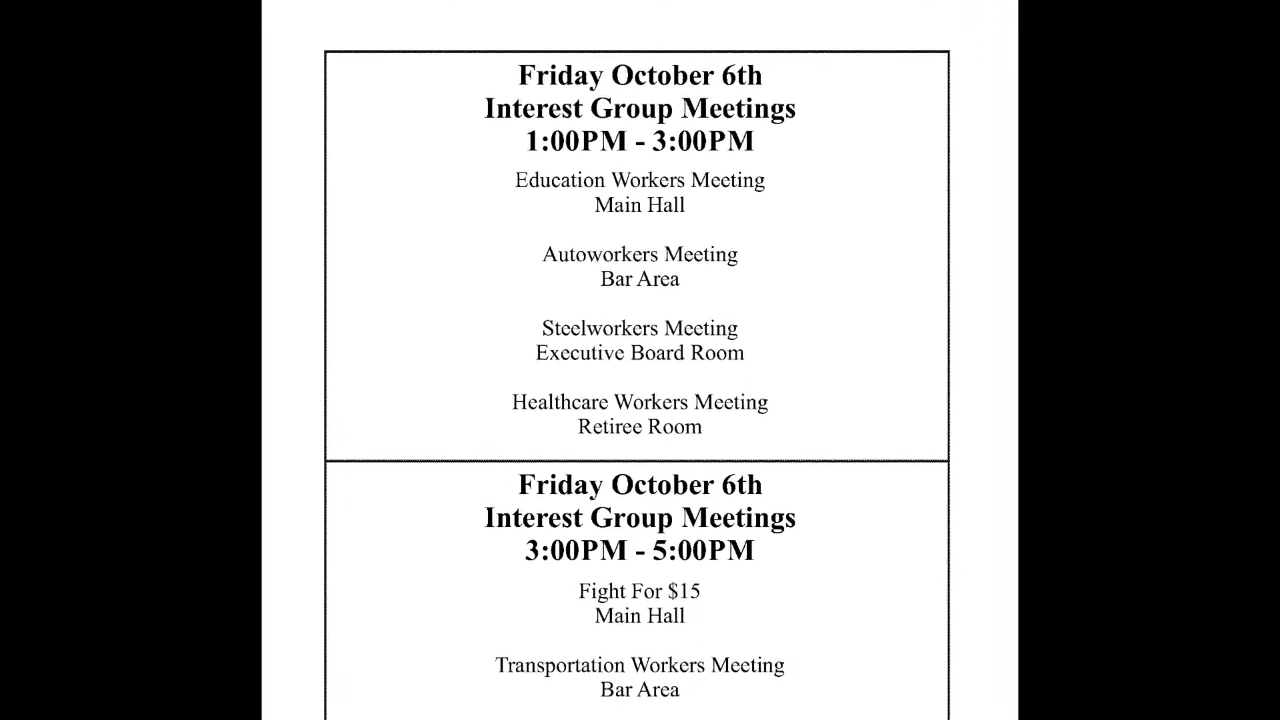 Friday October 6th
Interest Group Meetings
1:00PM - 3:00PM
Education Workers Meeting
Main Hall
Autoworkers Meeting
Bar Area
Steelworkers Meeting
Executive Board Room
Healthcare Workers Meeting
Retiree Room
Friday October 6th
Interest Group Meetings
3:00PM - 5:00PM
Fight For $15
Main Hall
Transportation Workers Meeting
Bar Area